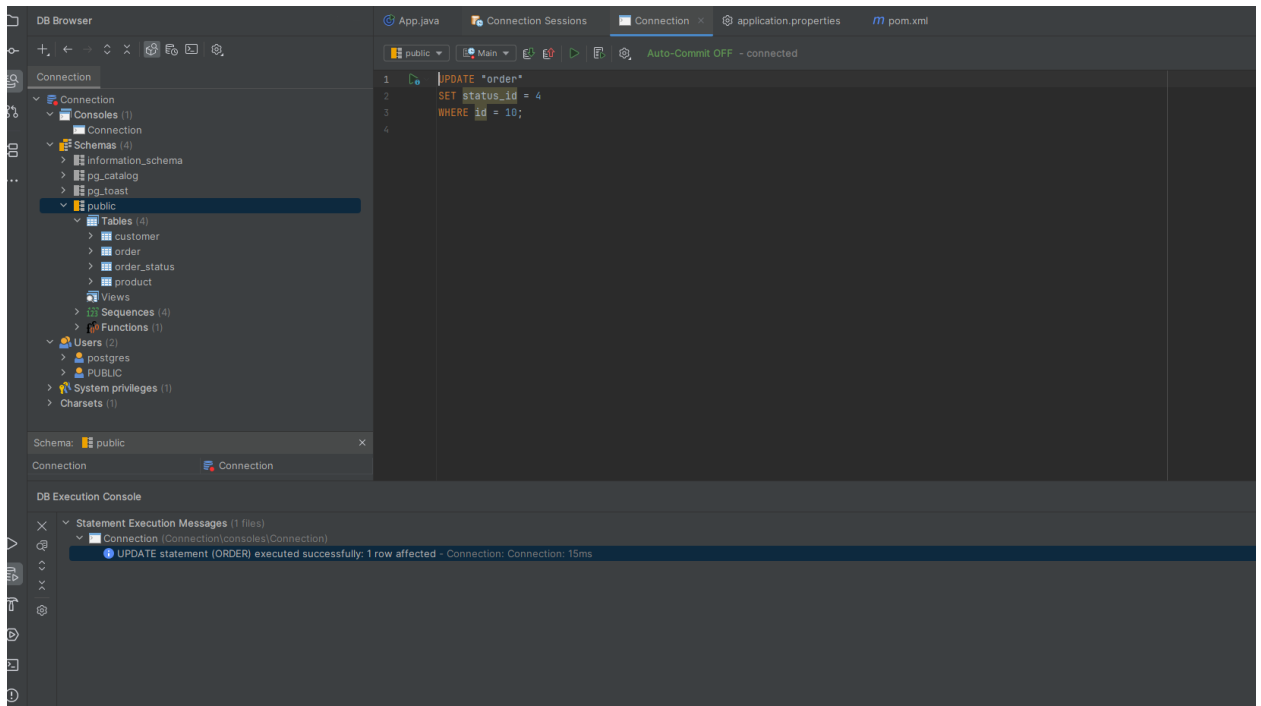 DB Browser
App.java
Connection Sessions
Connection
application.properties
pom.xml
public
Main
Auto-Commit OFF - connected
Connection
Connection
Consoles (1)
Connection
Schemas (4)
information_schema
pg_catalog
pg_toast
public
Tables (4)
customer
order
order_status
product
Views
Sequences (4)
Functions (1)
Users (2)
postgres
PUBLIC
System privileges (1)
Charsets (1)
1 UPDATE "order"
2 SET status_id = 4
3 WHERE id = 10;
4
Schema: public
Connection Connection
DB Execution Console
Statement Execution Messages (1 files)
Connection (Connection\consoles\Connection)
UPDATE statement (ORDER) executed successfully: 1 row affected - Connection: Connection: 15ms